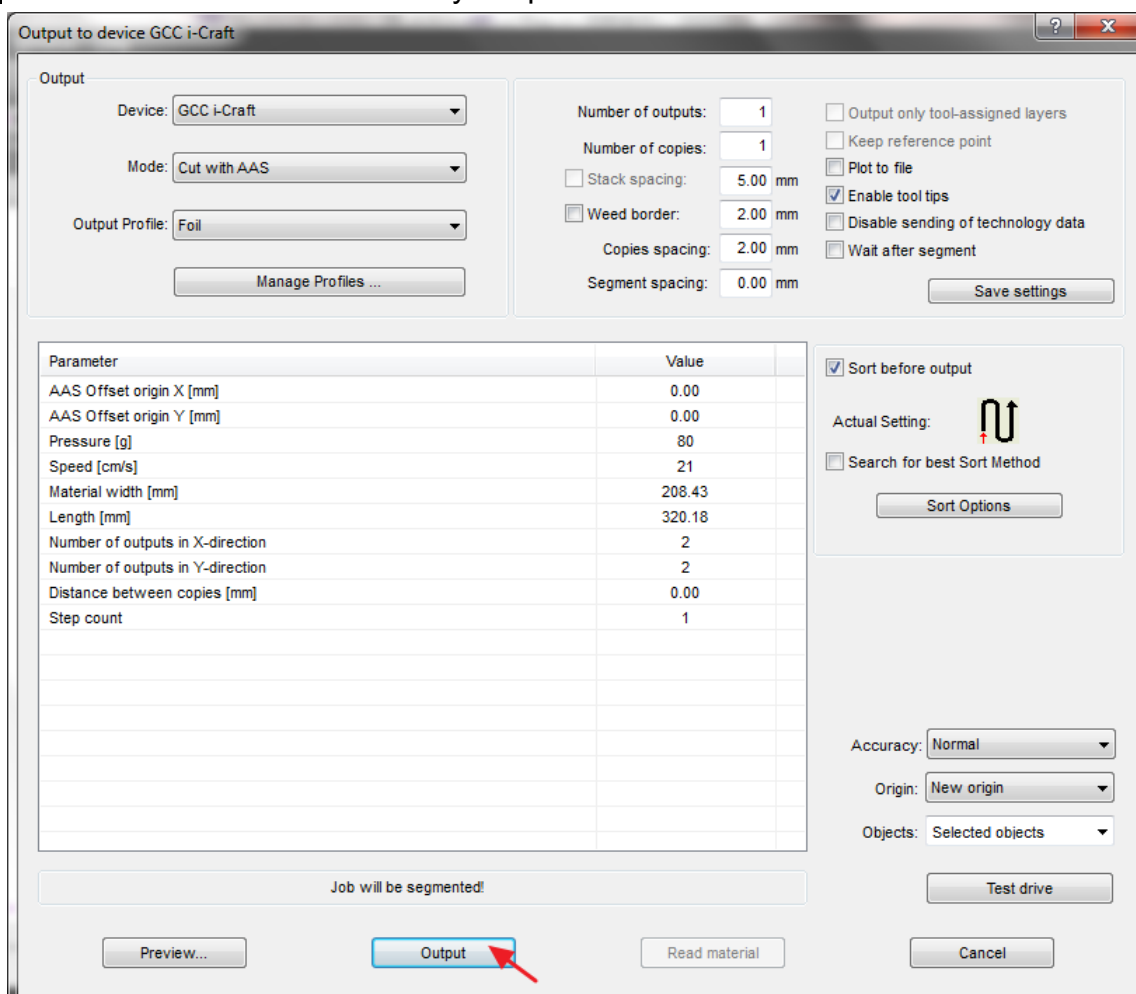 Output to device GCC i-Craft
Output
Device: GCC i-Craft
Mode: Cut with AAS
Output Profile: Foil
Manage Profiles ...
Number of outputs: 1
Number of copies: 1
Stack spacing: 5.00 mm
Weed border: 2.00 mm
Copies spacing: 2.00 mm
Segment spacing: 0.00 mm
Output only tool-assigned layers
Keep reference point
Plot to file
Enable tool tips
Disable sending of technology data
Wait after segment
Save settings
Parameter Value
AAS Offset origin X [mm] 0.00
AAS Offset origin Y [mm] 0.00
Pressure [g] 80
Speed [cm/s] 21
Material width [mm] 208.43
Length [mm] 320.18
Number of outputs in X-direction 2
Number of outputs in Y-direction 2
Distance between copies [mm] 0.00
Step count 1
Sort before output
Actual Setting:
Search for best Sort Method
Sort Options
Accuracy: Normal
Origin: New origin
Objects: Selected objects
Job will be segmented!
Test drive
Preview...
Output
Read material
Cancel